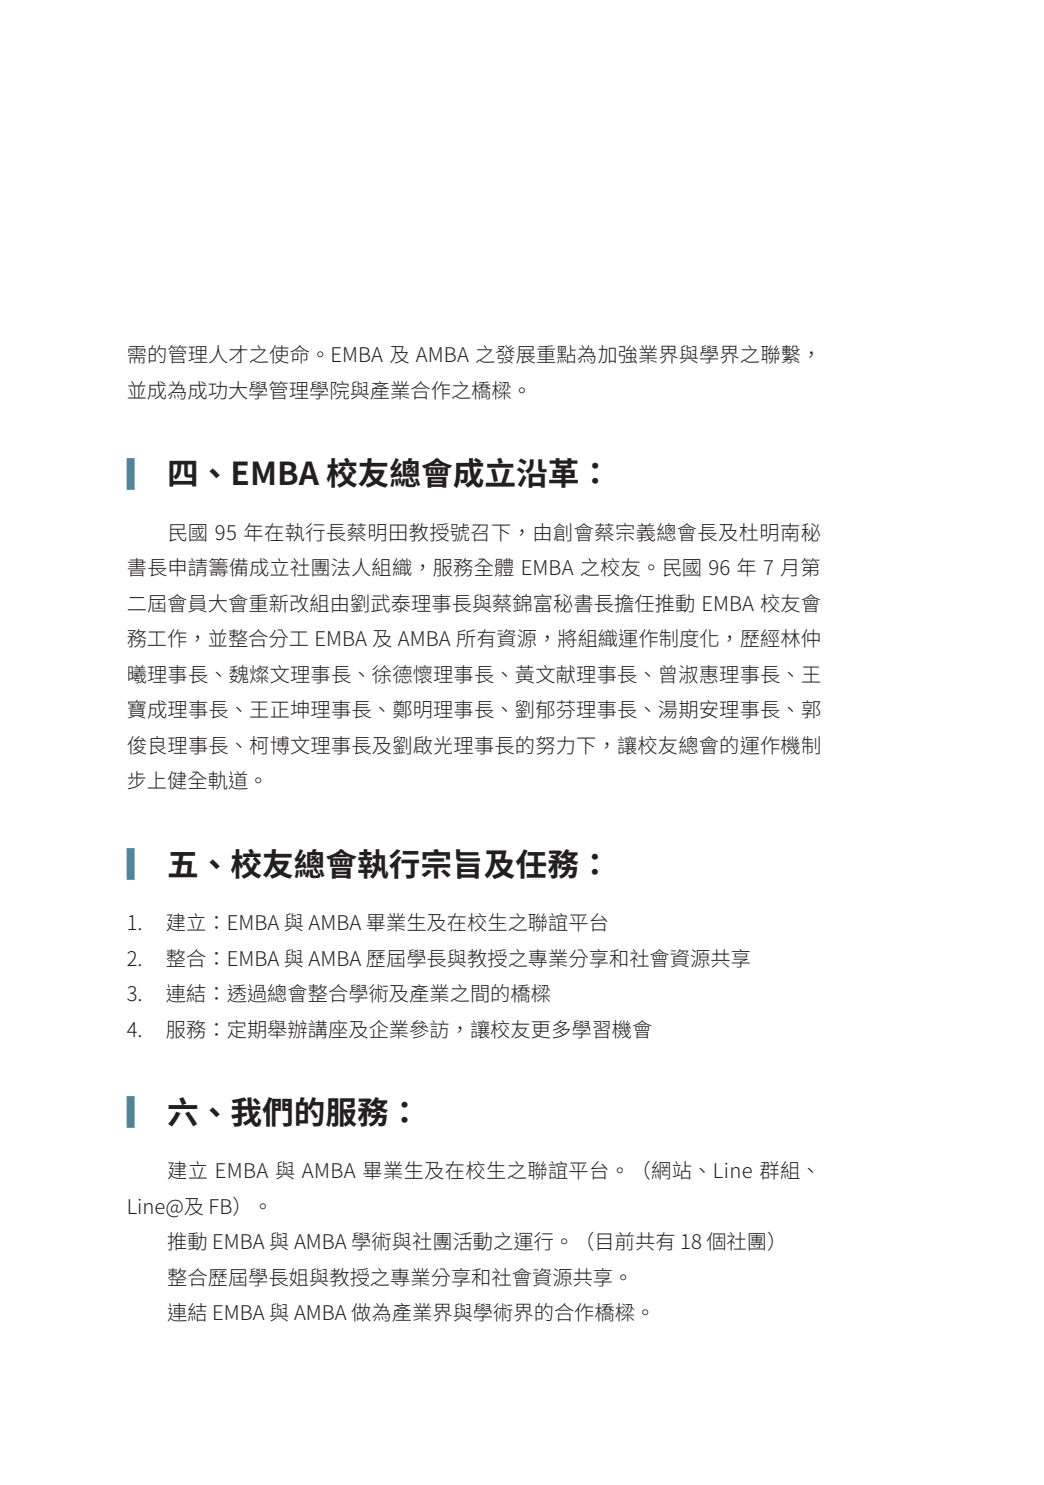 需的管理人才之使命。EMBA 及 AMBA 之發展重點為加強業界與學界之聯繫，
並成為成功大學管理學院與產業合作之橋樑。
四、EMBA 校友總會成立沿革：
民國 95 年在執行長蔡明田教授號召下，由創會蔡宗義總會長及杜明南秘
書長申請籌備成立社團法人組織，服務全體 EMBA 之校友。民國 96 年 7 月第
二屆會員大會重新改組由劉武泰理事長與蔡錦富秘書長擔任推動 EMBA 校友會
務工作，並整合分工 EMBA 及 AMBA 所有資源，將組織運作制度化，歷經林仲
曦理事長、魏燦文理事長、徐德懷理事長、黃文献理事長、曾淑惠理事長、王
寶成理事長、王正坤理事長、鄭明理事長、劉郁芬理事長、湯期安理事長、郭
俊良理事長、柯博文理事長及劉啟光理事長的努力下，讓校友總會的運作機制
步上健全軌道。
五、校友總會執行宗旨及任務：
1. 建立：EMBA 與 AMBA 畢業生及在校生之聯誼平台
2. 整合：EMBA 與 AMBA 歷屆學長與教授之專業分享和社會資源共享
3. 連結：透過總會整合學術及產業之間的橋樑
4. 服務：定期舉辦講座及企業參訪，讓校友更多學習機會
六、我們的服務：
建立 EMBA 與 AMBA 畢業生及在校生之聯誼平台。（網站、Line 群組、
Line@及 FB）。
推動 EMBA 與 AMBA 學術與社團活動之運行。（目前共有 18 個社團）
整合歷屆學長姐與教授之專業分享和社會資源共享。
連結 EMBA 與 AMBA 做為產業界與學術界的合作橋樑。